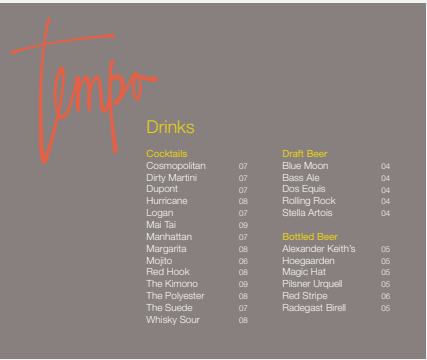 tempo
Drinks
Cocktails
Cosmopolitan 07
Dirty Martini 07
Dupont 07
Hurricane 08
Logan 07
Mai Tai 09
Manhattan 07
Margarita 08
Mojito 06
Red Hook 08
The Kimono 09
The Polyester 08
The Suede 07
Whisky Sour 08
Draft Beer
Blue Moon 04
Bass Ale 04
Dos Equis 04
Rolling Rock 04
Stella Artois 04
Bottled Beer
Alexander Keith's 05
Hoegaarden 05
Magic Hat 05
Pilsner Urquell 05
Red Stripe 06
Radegast Birell 05